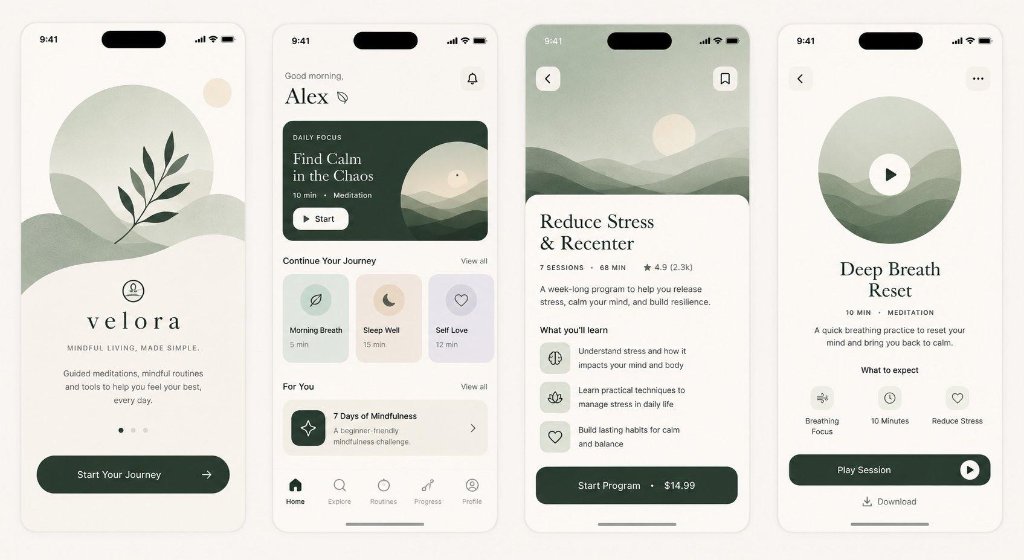 9:41
velora
MINDFUL LIVING, MADE SIMPLE.
Guided meditations, mindful routines
and tools to help you feel your best,
every day.
Start Your Journey
9:41
Good morning,
Alex
DAILY FOCUS
Find Calm
in the Chaos
10 min • Meditation
Start
Continue Your Journey
View all
Morning Breath
5 min
Sleep Well
15 min
Self Love
12 min
For You
View all
7 Days of Mindfulness
A beginner-friendly
mindfulness challenge.
Home
Explore
Routines
Progress
Profile
9:41
Reduce Stress
& Recenter
7 SESSIONS • 68 MIN ★ 4.9 (2.3k)
A week-long program to help you release
stress, calm your mind, and build resilience.
What you'll learn
Understand stress and how it
impacts your mind and body
Learn practical techniques to
manage stress in daily life
Build lasting habits for calm
and balance
Start Program • $14.99
9:41
Deep Breath
Reset
10 MIN • MEDITATION
A quick breathing practice to reset your
mind and bring you back to calm.
What to expect
Breathing
Focus
10 Minutes
Reduce Stress
Play Session
Download